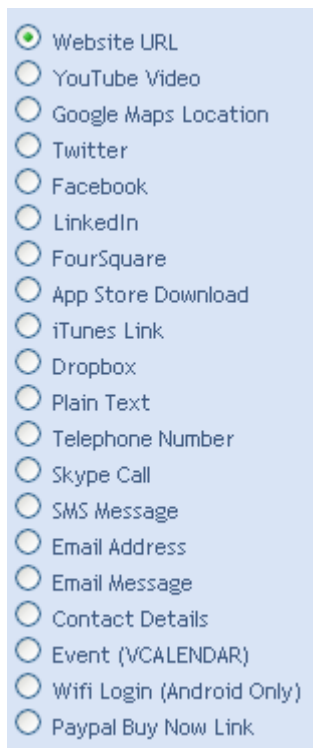 Website URL
YouTube Video
Google Maps Location
Twitter
Facebook
LinkedIn
FourSquare
App Store Download
iTunes Link
Dropbox
Plain Text
Telephone Number
Skype Call
SMS Message
Email Address
Email Message
Contact Details
Event (VCALENDAR)
Wifi Login (Android Only)
Paypal Buy Now Link